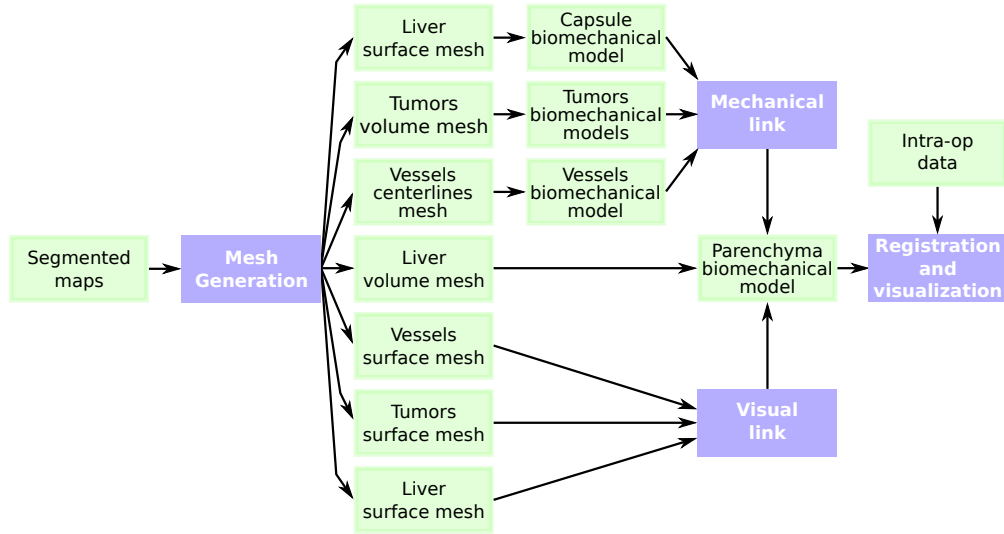 Liver
surface mesh
Capsule
biomechanical
model
Tumors
volume mesh
Tumors
biomechanical
models
Mechanical
link
Vessels
centerlines
mesh
Vessels
biomechanical
model
Intra-op
data
Segmented
maps
Mesh
Generation
Liver
volume mesh
Parenchyma
biomechanical
model
Registration
and
visualization
Vessels
surface mesh
Tumors
surface mesh
Visual
link
Liver
surface mesh